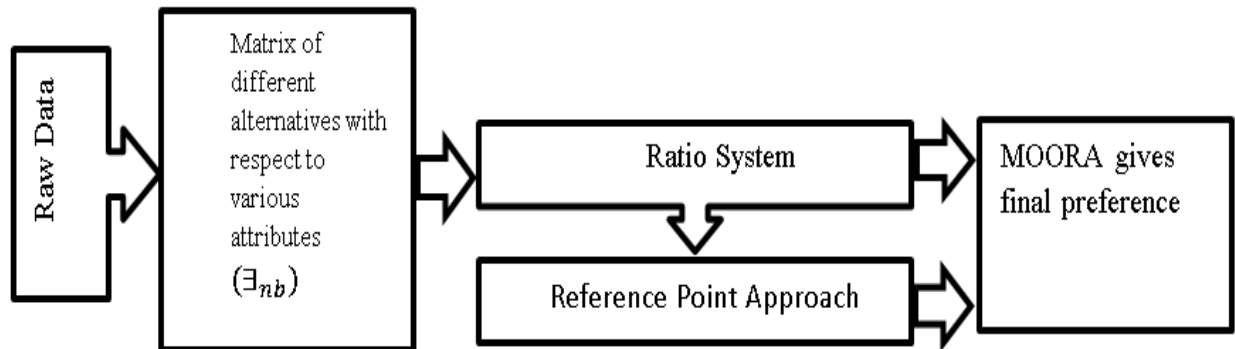 Raw Data
Matrix of
different
alternatives with
respect to
various
attributes
(∃nb)
Ratio System
Reference Point Approach
MOORA gives
final preference